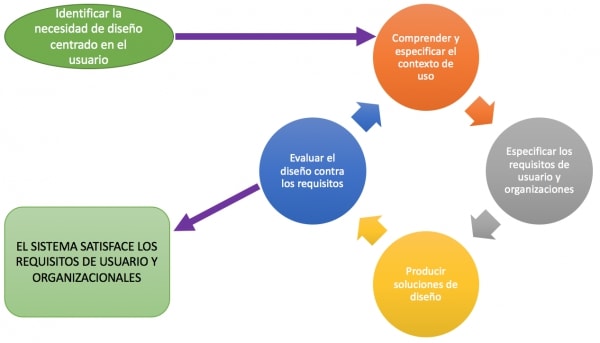 Identificar la
necesidad de diseño
centrado en el
usuario
Comprender y
especificar el
contexto de
uso
Especificar los
requisitos de
usuario y
organizaciones
Producir
soluciones de
diseño
Evaluar el
diseño contra
los requisitos
EL SISTEMA SATISFACE LOS
REQUISITOS DE USUARIO Y
ORGANIZACIONALES